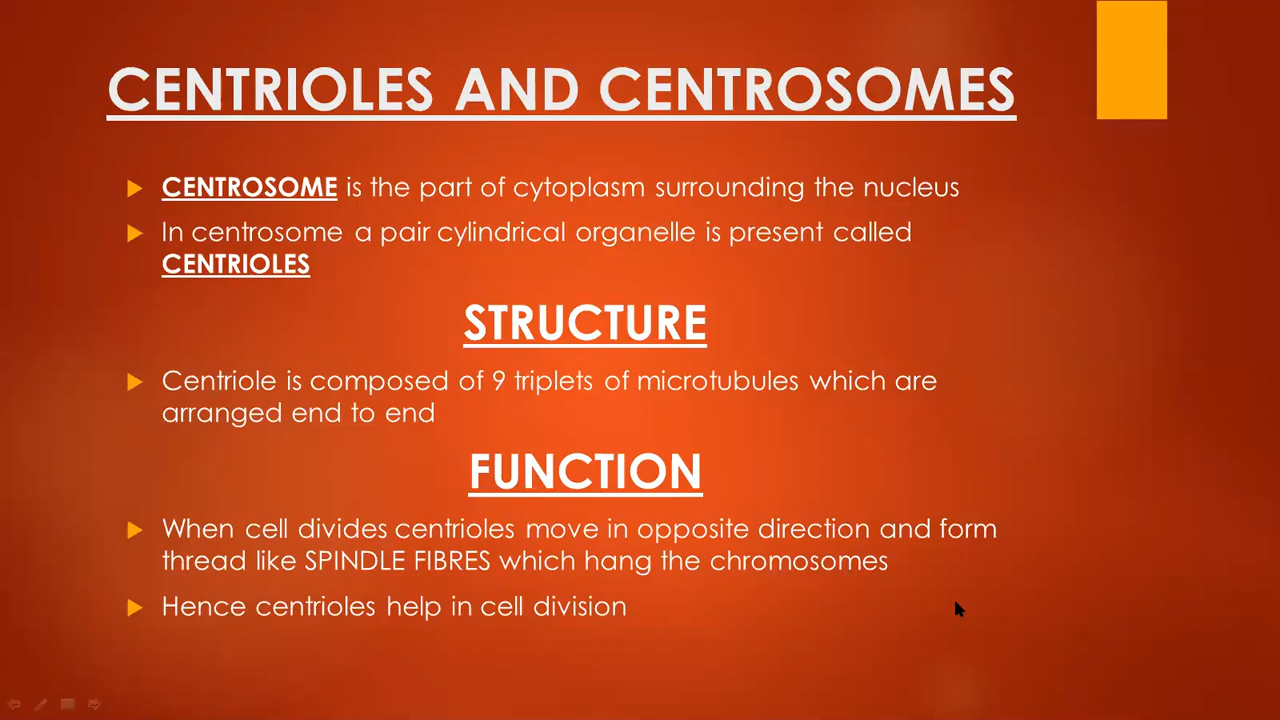 CENTRIOLES AND CENTROSOMES
CENTROSOME is the part of cytoplasm surrounding the nucleus
In centrosome a pair cylindrical organelle is present called
CENTRIOLES
STRUCTURE
Centriole is composed of 9 triplets of microtubules which are
arranged end to end
FUNCTION
When cell divides centrioles move in opposite direction and form
thread like SPINDLE FIBRES which hang the chromosomes
Hence centrioles help in cell division